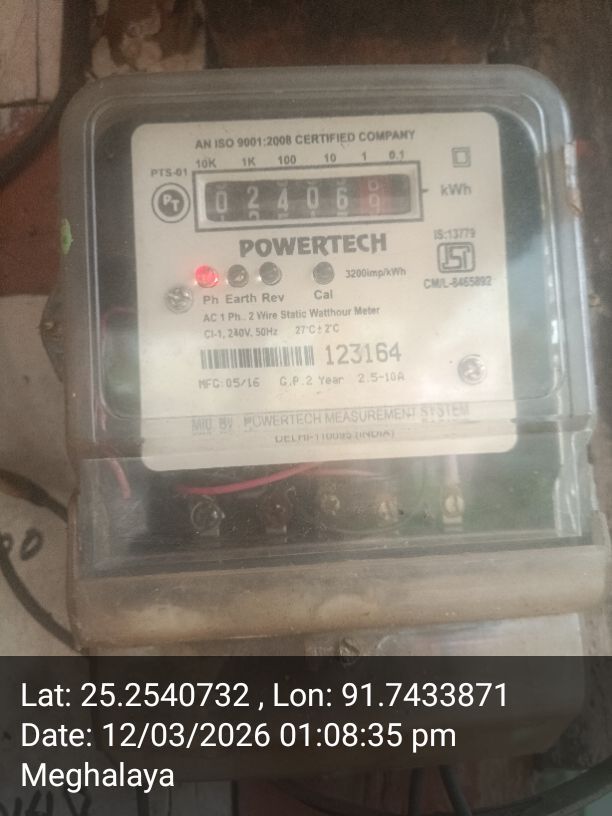 AN ISO 9001:2008 CERTIFIED COMPANY
10K 1K 100 10 1 0.1
PTS-01
PT
0 2 4 0 6
kWh
POWERTECH
IS:13779
3200imp/kWh
CM/L-8465892
Ph Earth Rev Cal
AC 1 Ph.. 2 Wire Static Watthour Meter
Cl-1, 240V, 50Hz 27°C ± 2°C
123164
MFG:05/16 G.P.2 Year 2.5-10A
MfD By POWERTECH MEASUREMENT SYSTEM
DELHI-110095 (INDIA)
Lat: 25.2540732 , Lon: 91.7433871
Date: 12/03/2026 01:08:35 pm
Meghalaya